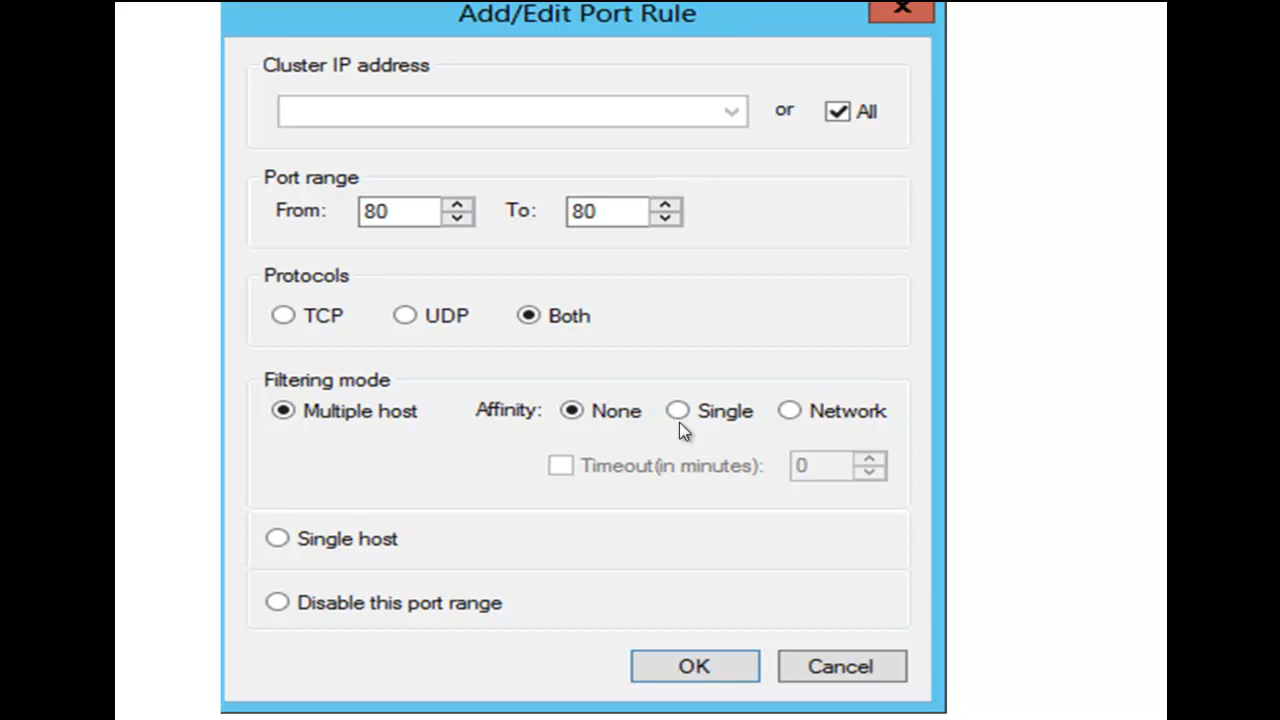 Add/Edit Port Rule
X
Cluster IP address
or All
Port range
From: 80 To: 80
Protocols
TCP UDP Both
Filtering mode
Multiple host Affinity: None Single Network
Timeout(in minutes): 0
Single host
Disable this port range
OK Cancel